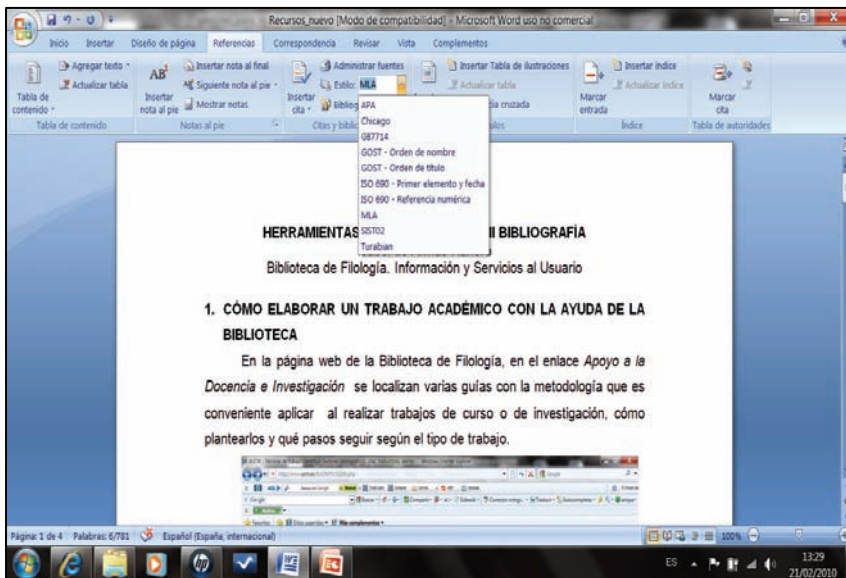 Recursos_nuevo [Modo de compatibilidad] - Microsoft Word uso no comercial
Inicio Insertar Diseño de página Referencias Correspondencia Revisar Vista Complementos
Tabla de contenido
Agregar texto
Actualizar tabla
Tabla de contenido
AB¹
Insertar nota al pie
Insertar nota al final
Siguiente nota al pie
Mostrar notas
Notas al pie
Insertar cita
Administrar fuentes
Estilo: MLA
Bibliog
Citas y biblio
APA
Chicago
GB7714
GOST - Orden de nombre
GOST - Orden de título
ISO 690 - Primer elemento y fecha
ISO 690 - Referencia numérica
MLA
SIST02
Turabian
Insertar Tabla de ilustraciones
Actualizar tabla
cia cruzada
ulos
Marcar entrada
Insertar índice
Actualizar índice
Índice
Marcar cita
Tabla de autoridades
HERRAMIENTAS II BIBLIOGRAFÍA
Biblioteca de Filología. Información y Servicios al Usuario
1. CÓMO ELABORAR UN TRABAJO ACADÉMICO CON LA AYUDA DE LA
BIBLIOTECA
En la página web de la Biblioteca de Filología, en el enlace Apoyo a la
Docencia e Investigación se localizan varias guías con la metodología que es
conveniente aplicar al realizar trabajos de curso o de investigación, cómo
plantearlos y qué pasos seguir según el tipo de trabajo.
Página: 1 de 4 Palabras: 6/781 Español (España, internacional) 100%
ES 13:29
21/02/2010